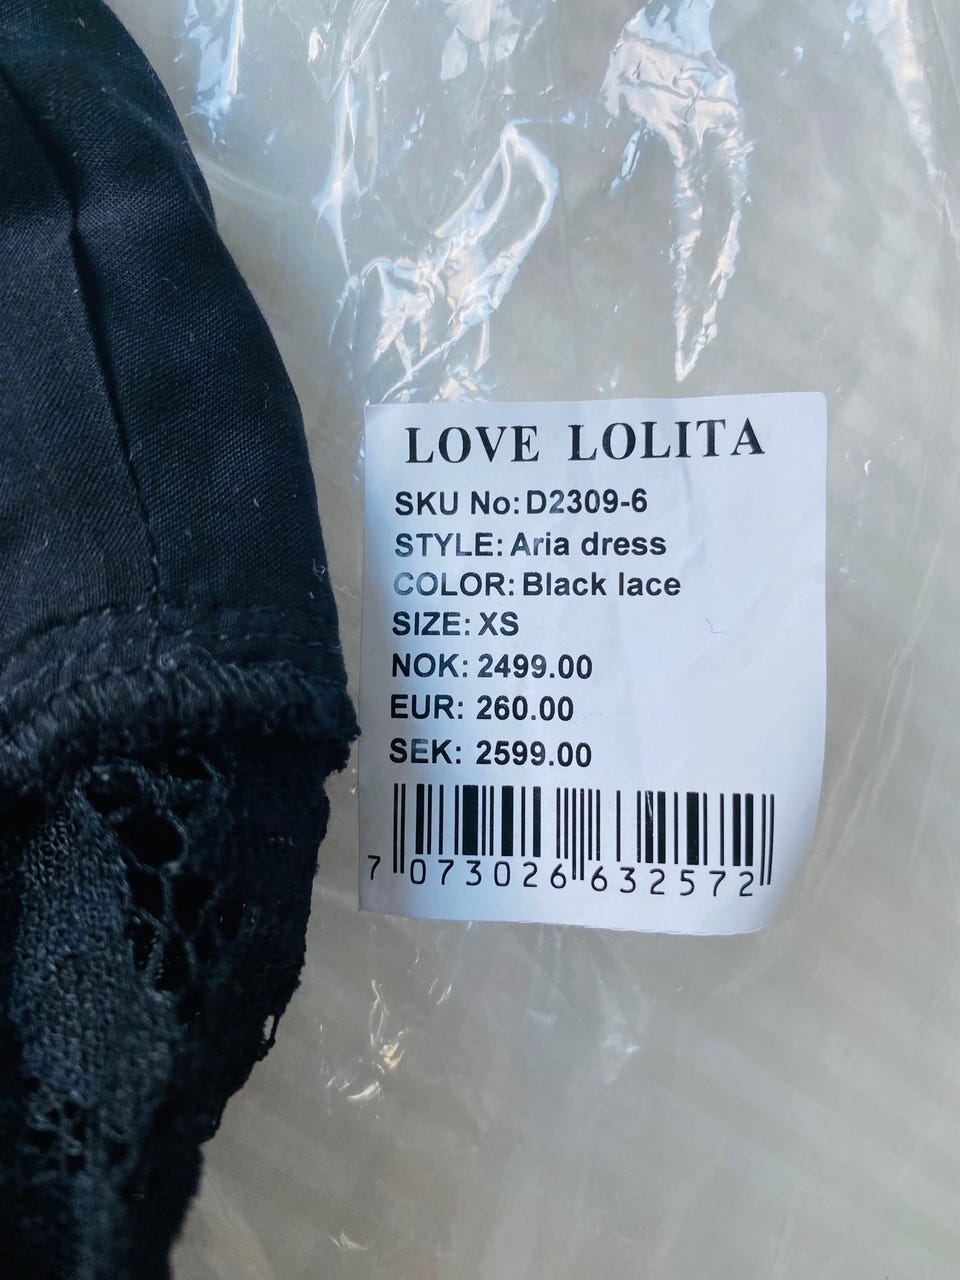 LOVE LOLITA
SKU No: D2309-6
STYLE: Aria dress
COLOR: Black lace
SIZE: XS
NOK: 2499.00
EUR: 260.00
SEK: 2599.00
7 073026 632572